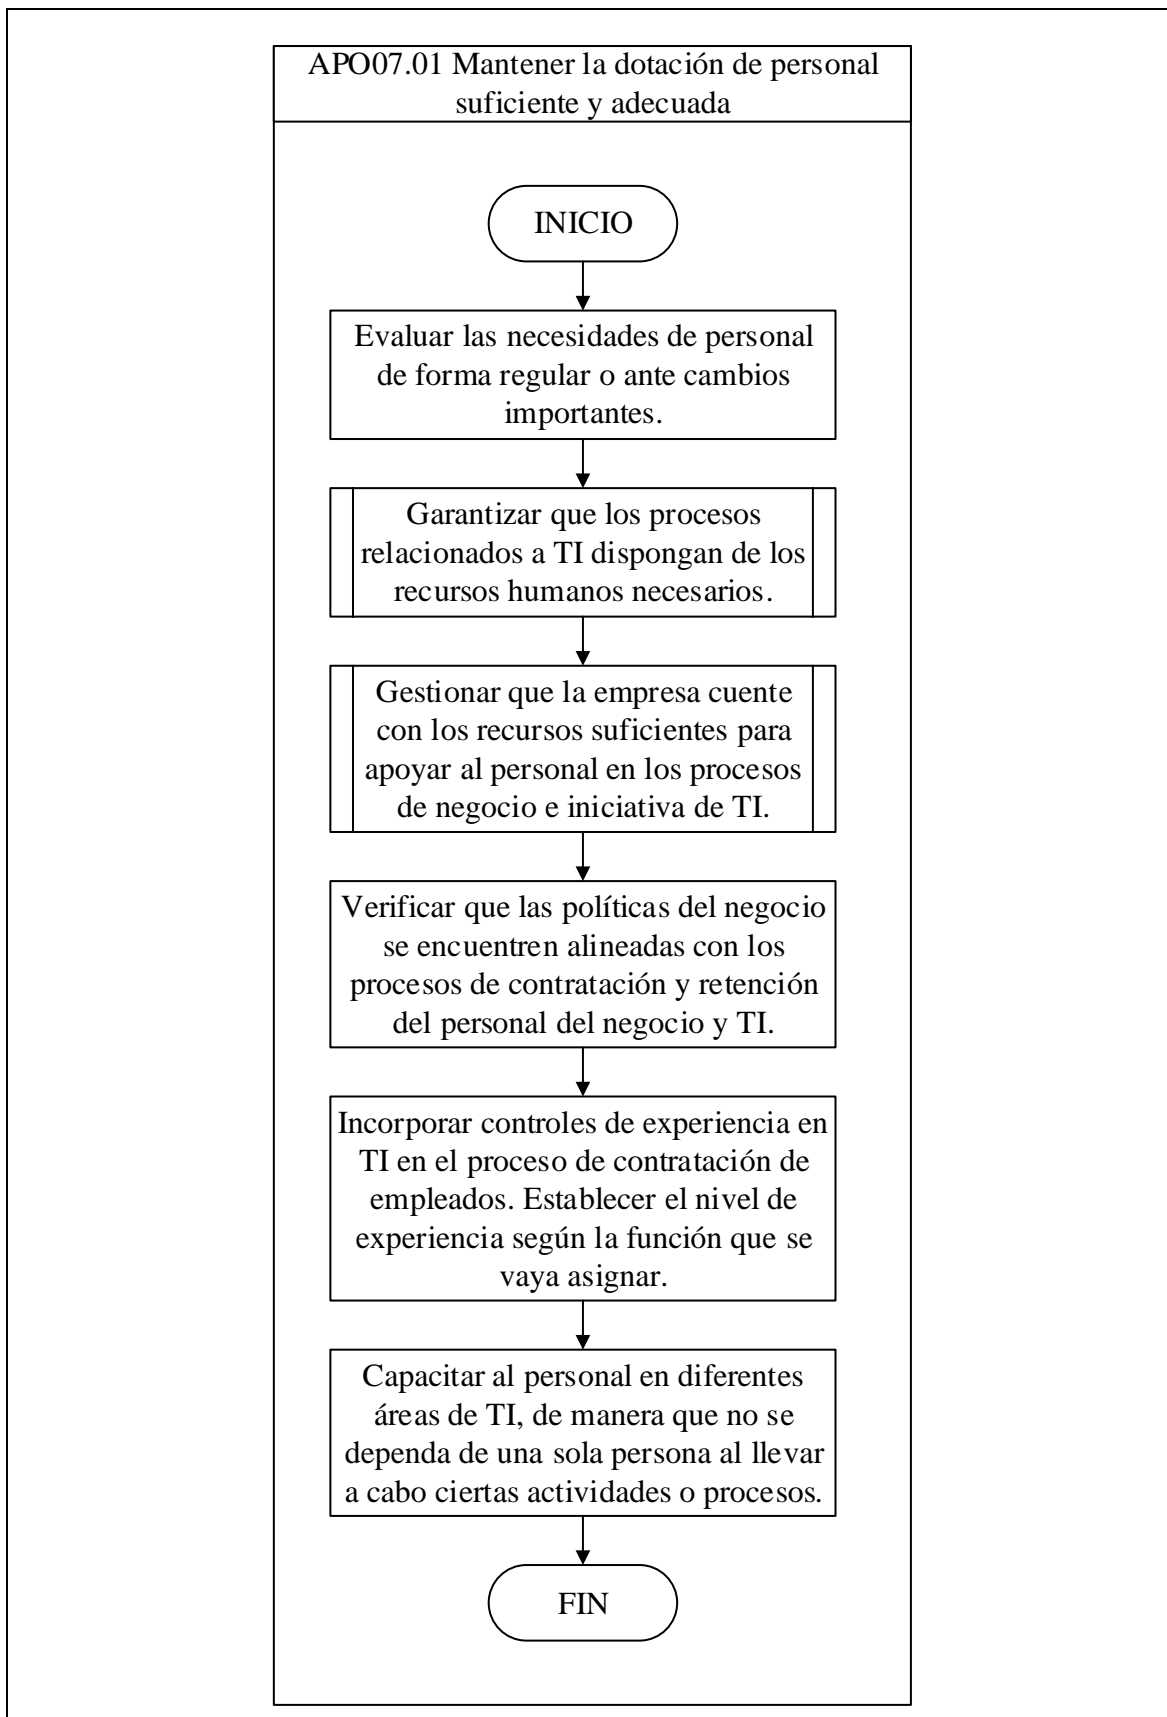 APO07.01 Mantener la dotación de personal
suficiente y adecuada
INICIO
Evaluar las necesidades de personal
de forma regular o ante cambios
importantes.
Garantizar que los procesos
relacionados a TI dispongan de los
recursos humanos necesarios.
Gestionar que la empresa cuente
con los recursos suficientes para
apoyar al personal en los procesos
de negocio e iniciativa de TI.
Verificar que las políticas del negocio
se encuentren alineadas con los
procesos de contratación y retención
del personal del negocio y TI.
Incorporar controles de experiencia en
TI en el proceso de contratación de
empleados. Establecer el nivel de
experiencia según la función que se
vaya asignar.
Capacitar al personal en diferentes
áreas de TI, de manera que no se
dependa de una sola persona al llevar
a cabo ciertas actividades o procesos.
FIN